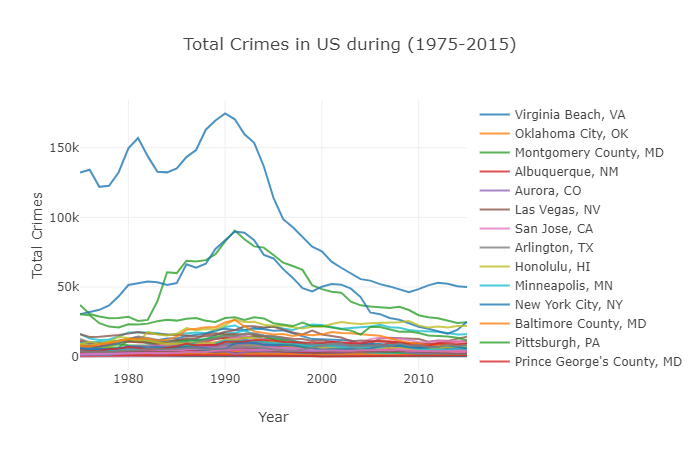 Total Crimes in US during (1975-2015)
150k
100k
50k
0
Total Crimes
1980
1990
2000
2010
Year
Virginia Beach, VA
Oklahoma City, OK
Montgomery County, MD
Albuquerque, NM
Aurora, CO
Las Vegas, NV
San Jose, CA
Arlington, TX
Honolulu, HI
Minneapolis, MN
New York City, NY
Baltimore County, MD
Pittsburgh, PA
Prince George's County, MD